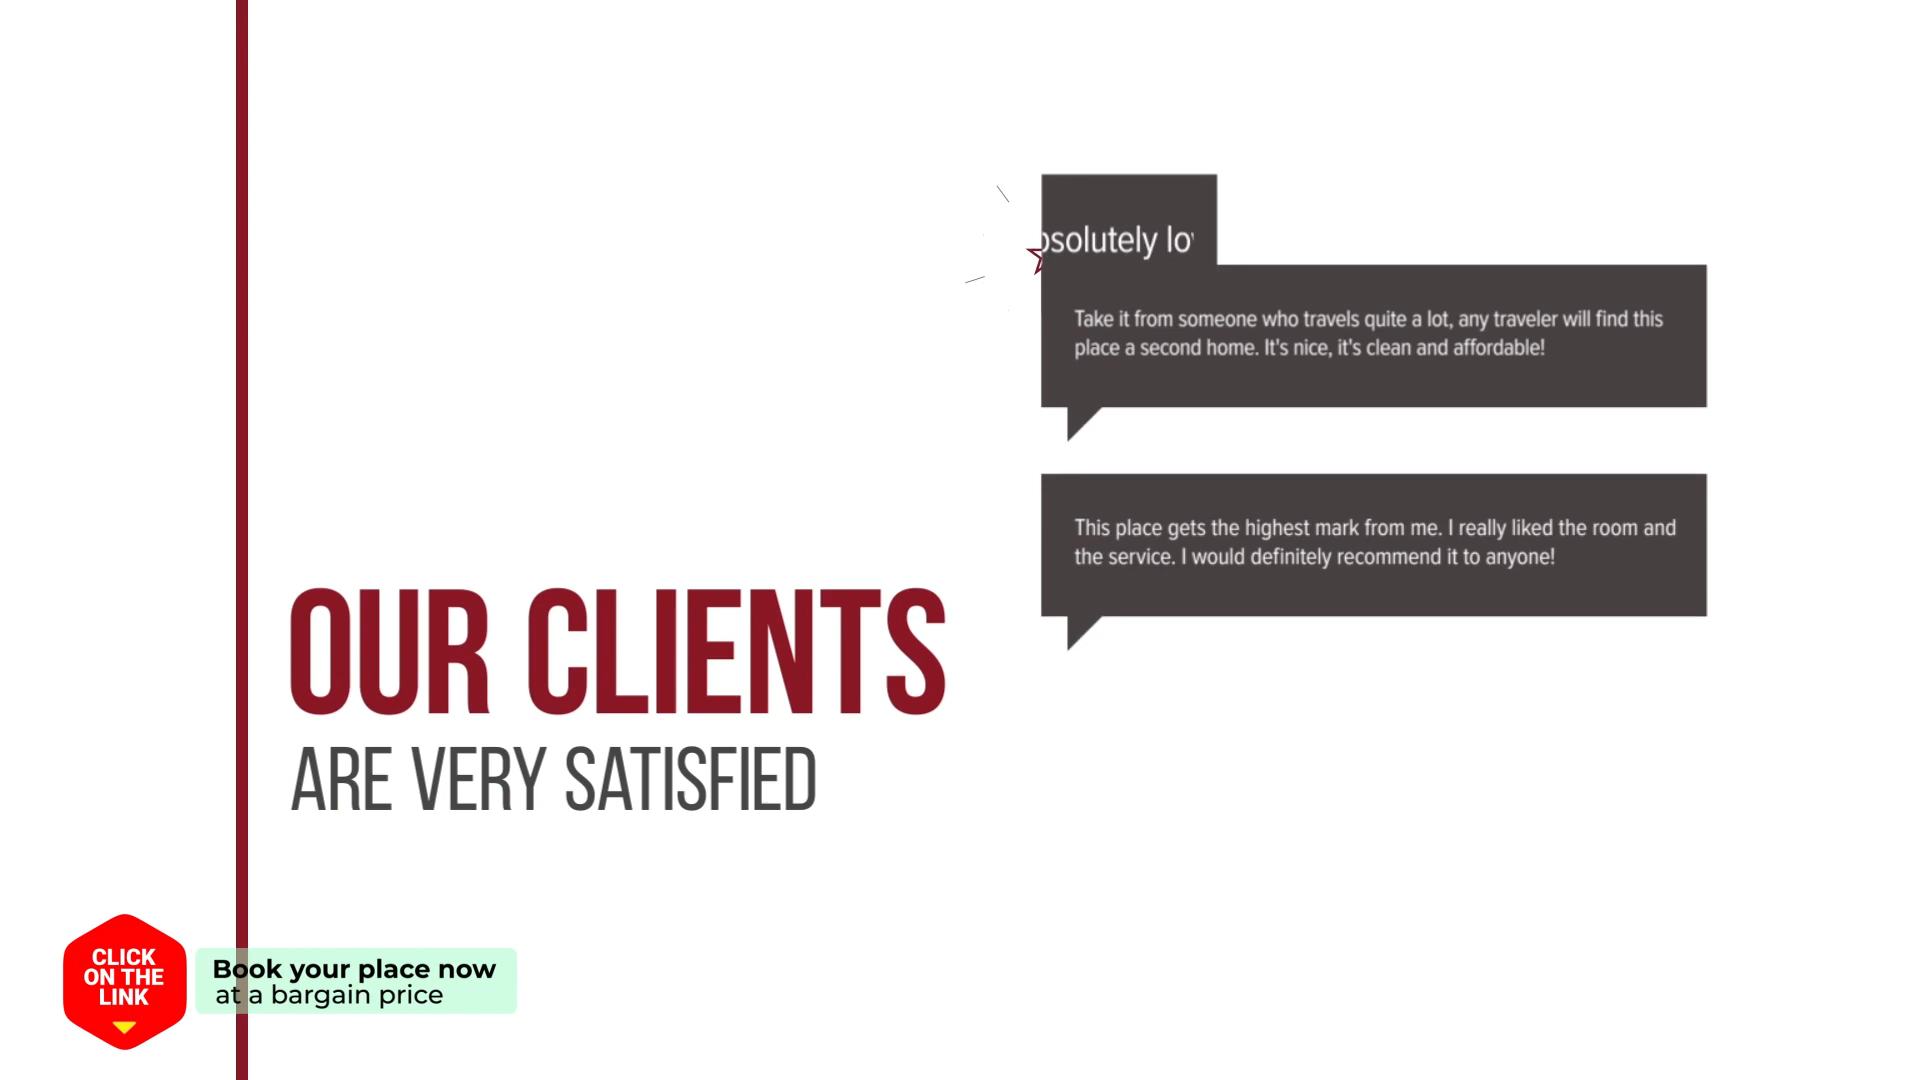 solutely
Take it from someone who travels quite a lot, any traveler will find this
place a second home. It's nice, it's clean and affordable!
This place gets the highest mark from me. I really liked the room and
the service. I would definitely recommend it to anyone!
OUR CLIENTS
ARE VERY SATISFIED
CLICK
ON THE
LINK
Book your place now
at a bargain price